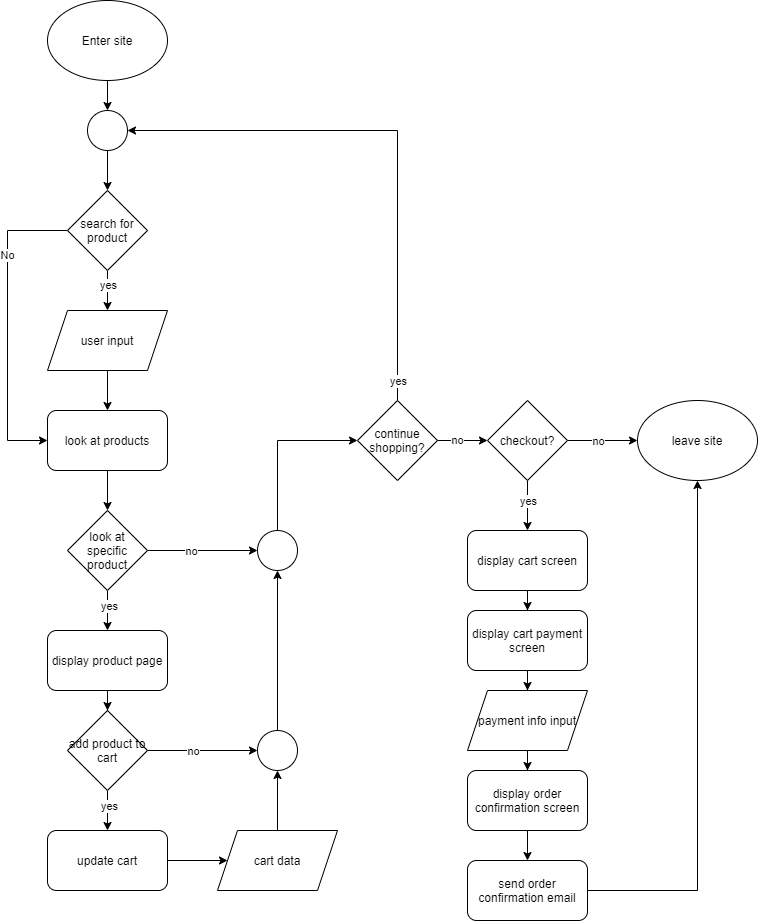 Enter site
search for
product
No
yes
user input
yes
look at products
continue
shopping?
no
checkout?
no
leave site
look at
specific
product
no
yes
yes
display cart screen
display product page
display cart payment
screen
add product to
cart
no
payment info input
yes
display order
confirmation screen
update cart
cart data
send order
confirmation email